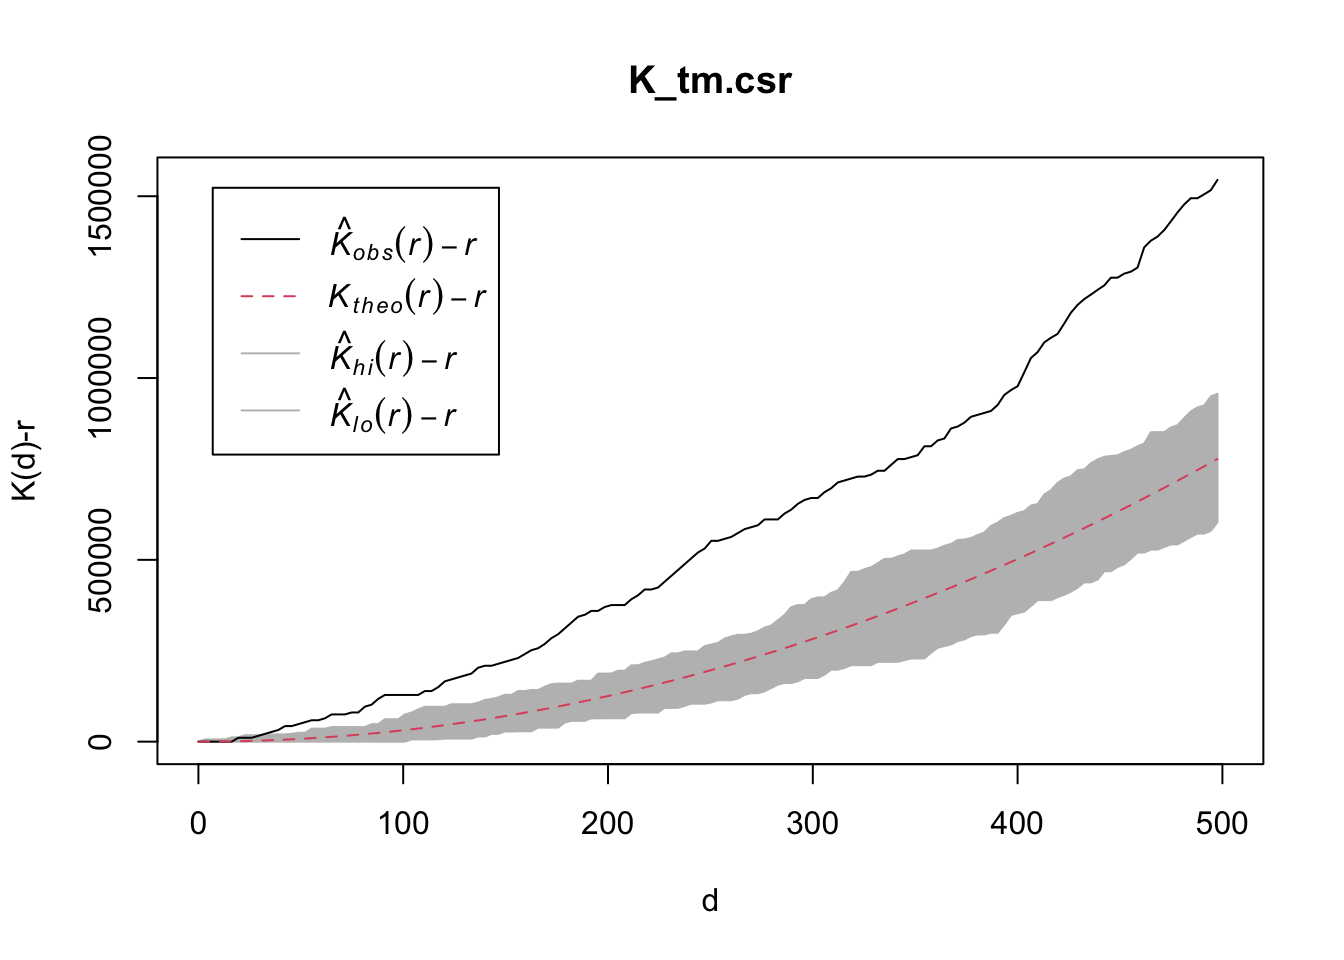 K_tm.csr
K(d)-r
1500000
1000000
500000
0
K̂obs(r) − r
Ktheo(r) − r
K̂hi(r) − r
K̂lo(r) − r
0 100 200 300 400 500
d